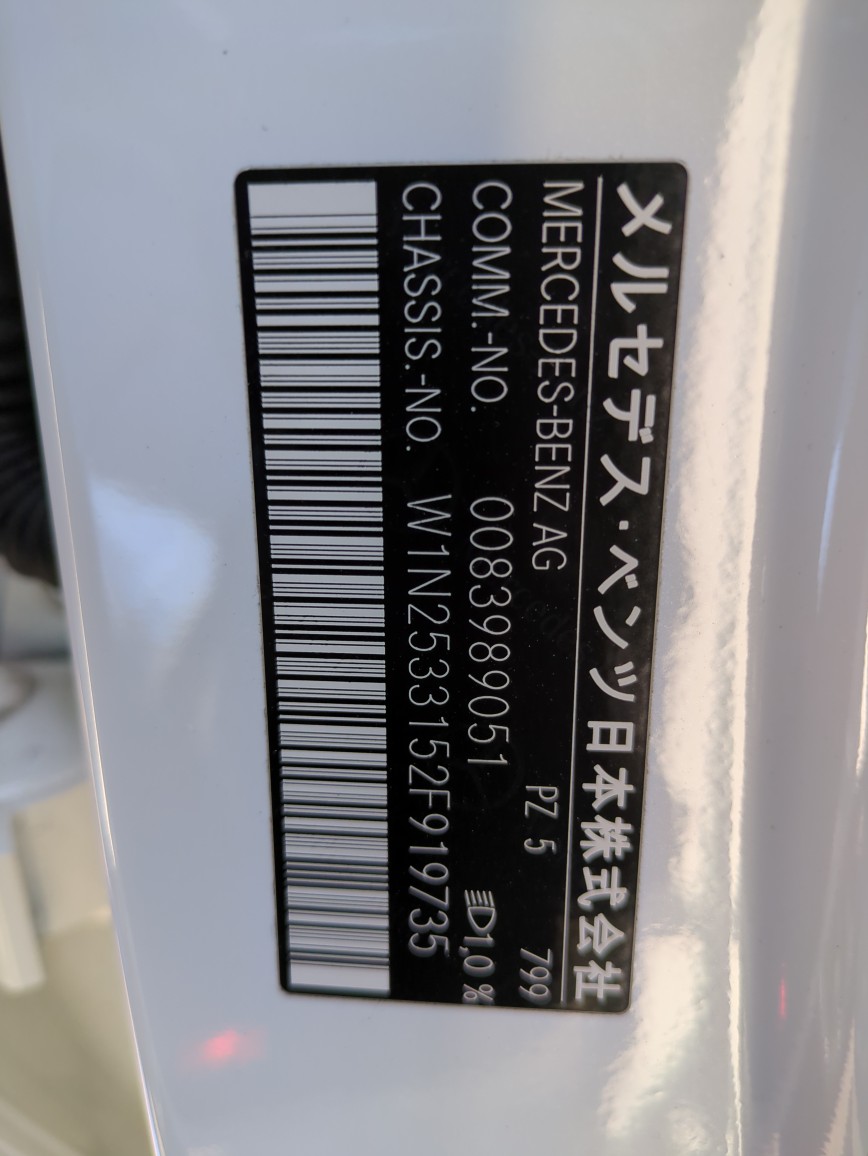 メルセデス・ベンツ日本株式会社
MERCEDES-BENZ AG PZ 5 799
COMM.-NO. 0083989051 1,0 %
CHASSIS.-NO. W1N2533152F919735